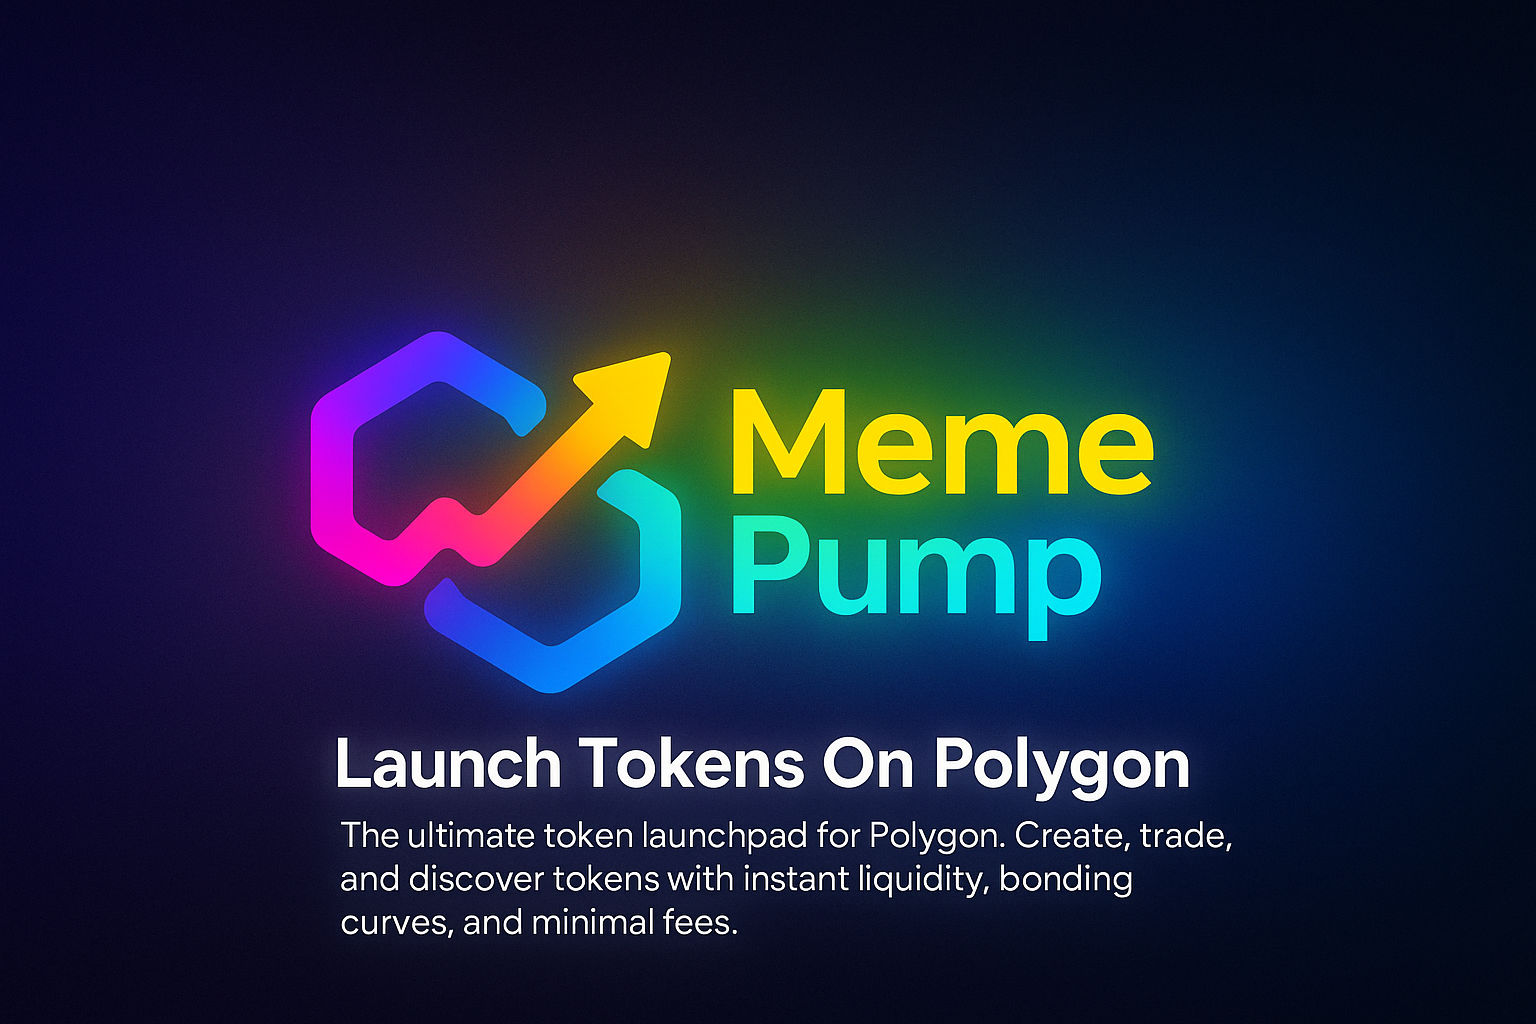 Meme
Pump
Launch Tokens On Polygon
The ultimate token launchpad for Polygon. Create, trade,
and discover tokens with instant liquidity, bonding
curves, and minimal fees.